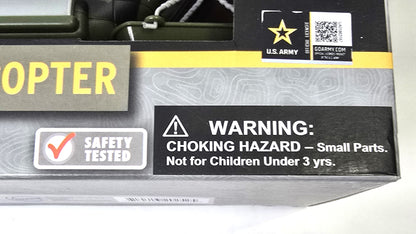 OPTER
U.S. ARMY
GOARMY.COM
SAFETY
TESTED
WARNING:
CHOKING HAZARD – Small Parts.
Not for Children Under 3 yrs.